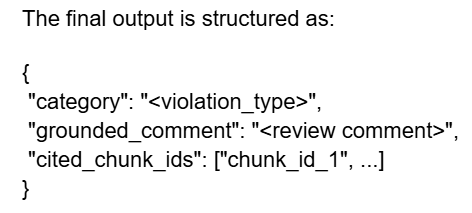 The final output is structured as:
{
"category": "<violation_type>",
"grounded_comment": "<review comment>",
"cited_chunk_ids": ["chunk_id_1", ...]
}